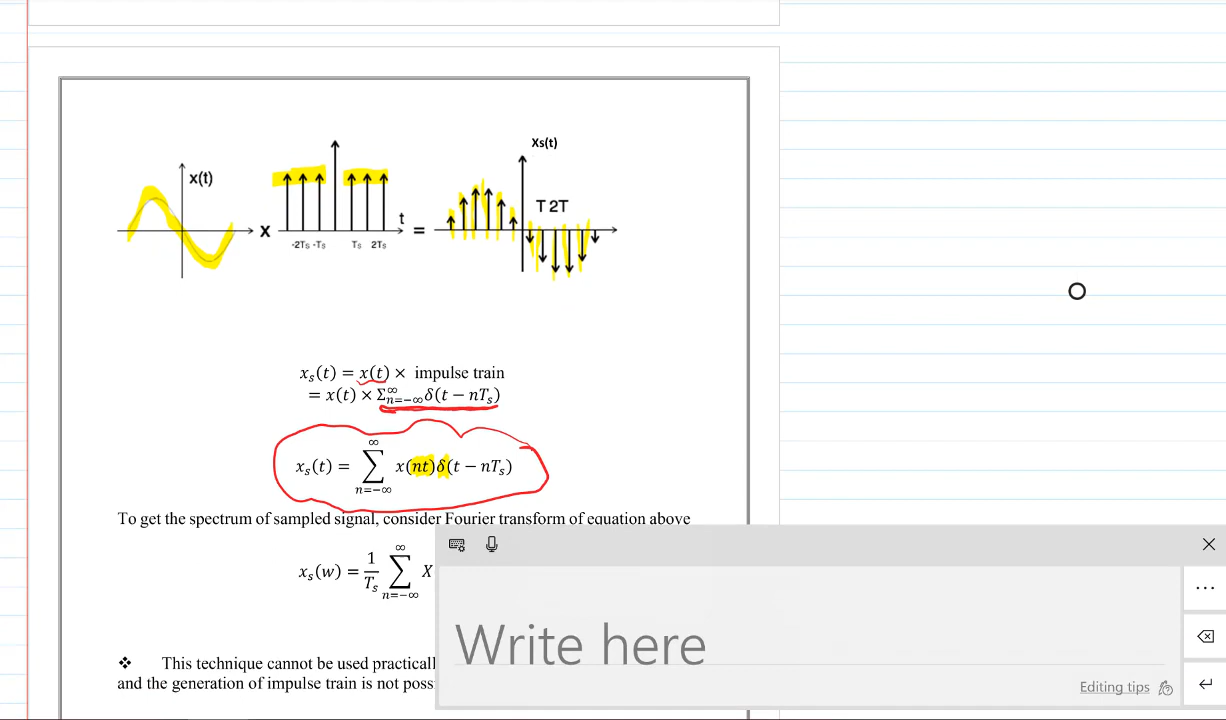 Xs(t)
x(t)
T 2T
x
t
=
-2Ts -Ts Ts 2Ts
xₛ(t) = x(t) × impulse train
= x(t) × Σ_{n=−∞}^{∞} δ(t − nTₛ)
xₛ(t) = ∑_{n=−∞}^{∞} x(nt)δ(t − nTₛ)
To get the spectrum of sampled signal, consider Fourier transform of equation above
xₛ(w) = 1/Tₛ ∑_{n=−∞}^{∞} X
Write here
❖ This technique cannot be used practicall
and the generation of impulse train is not poss
Editing tips